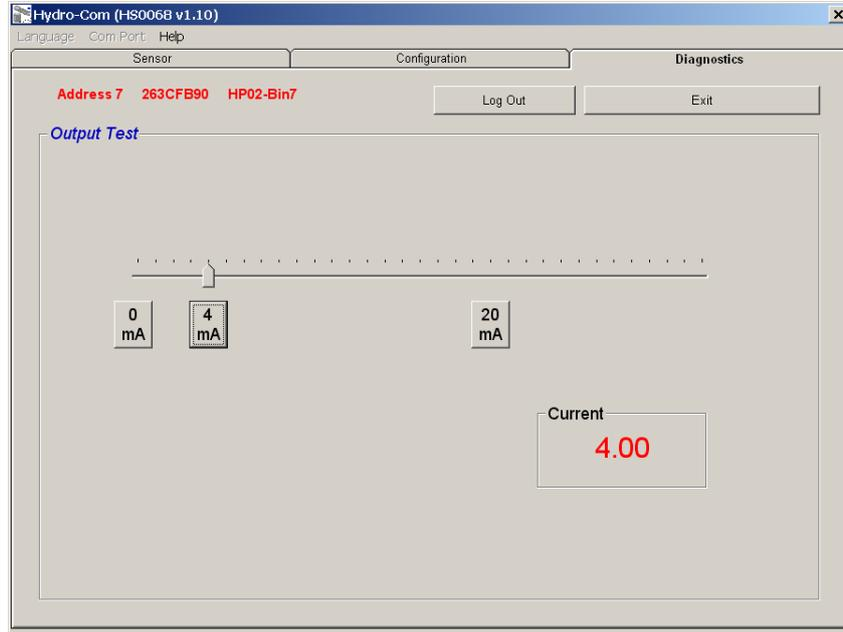 Hydro-Com (HS0068 v1.10)
Language Com Port Help
Sensor Configuration Diagnostics
Address 7 263CFB90 HP02-Bin7 Log Out Exit
Output Test
0 mA
4 mA
20 mA
Current
4.00